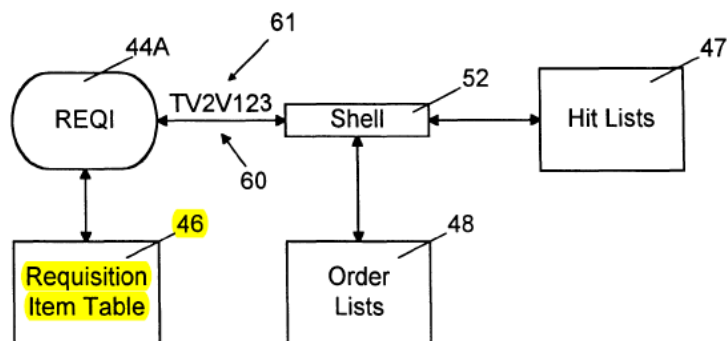 61
44A
47
TV2V123
52
REQI
Shell
Hit Lists
60
46
48
Requisition
Item Table
Order
Lists